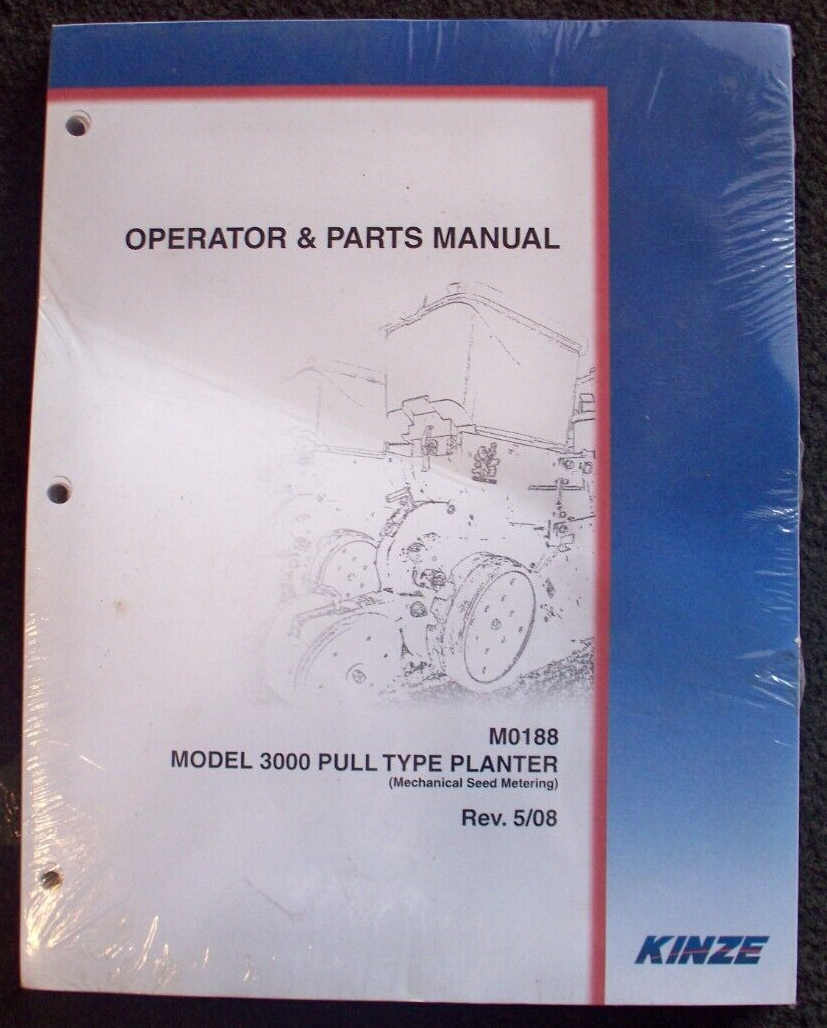 OPERATOR & PARTS MANUAL
M0188
MODEL 3000 PULL TYPE PLANTER
(Mechanical Seed Metering)
Rev. 5/08
KINZE